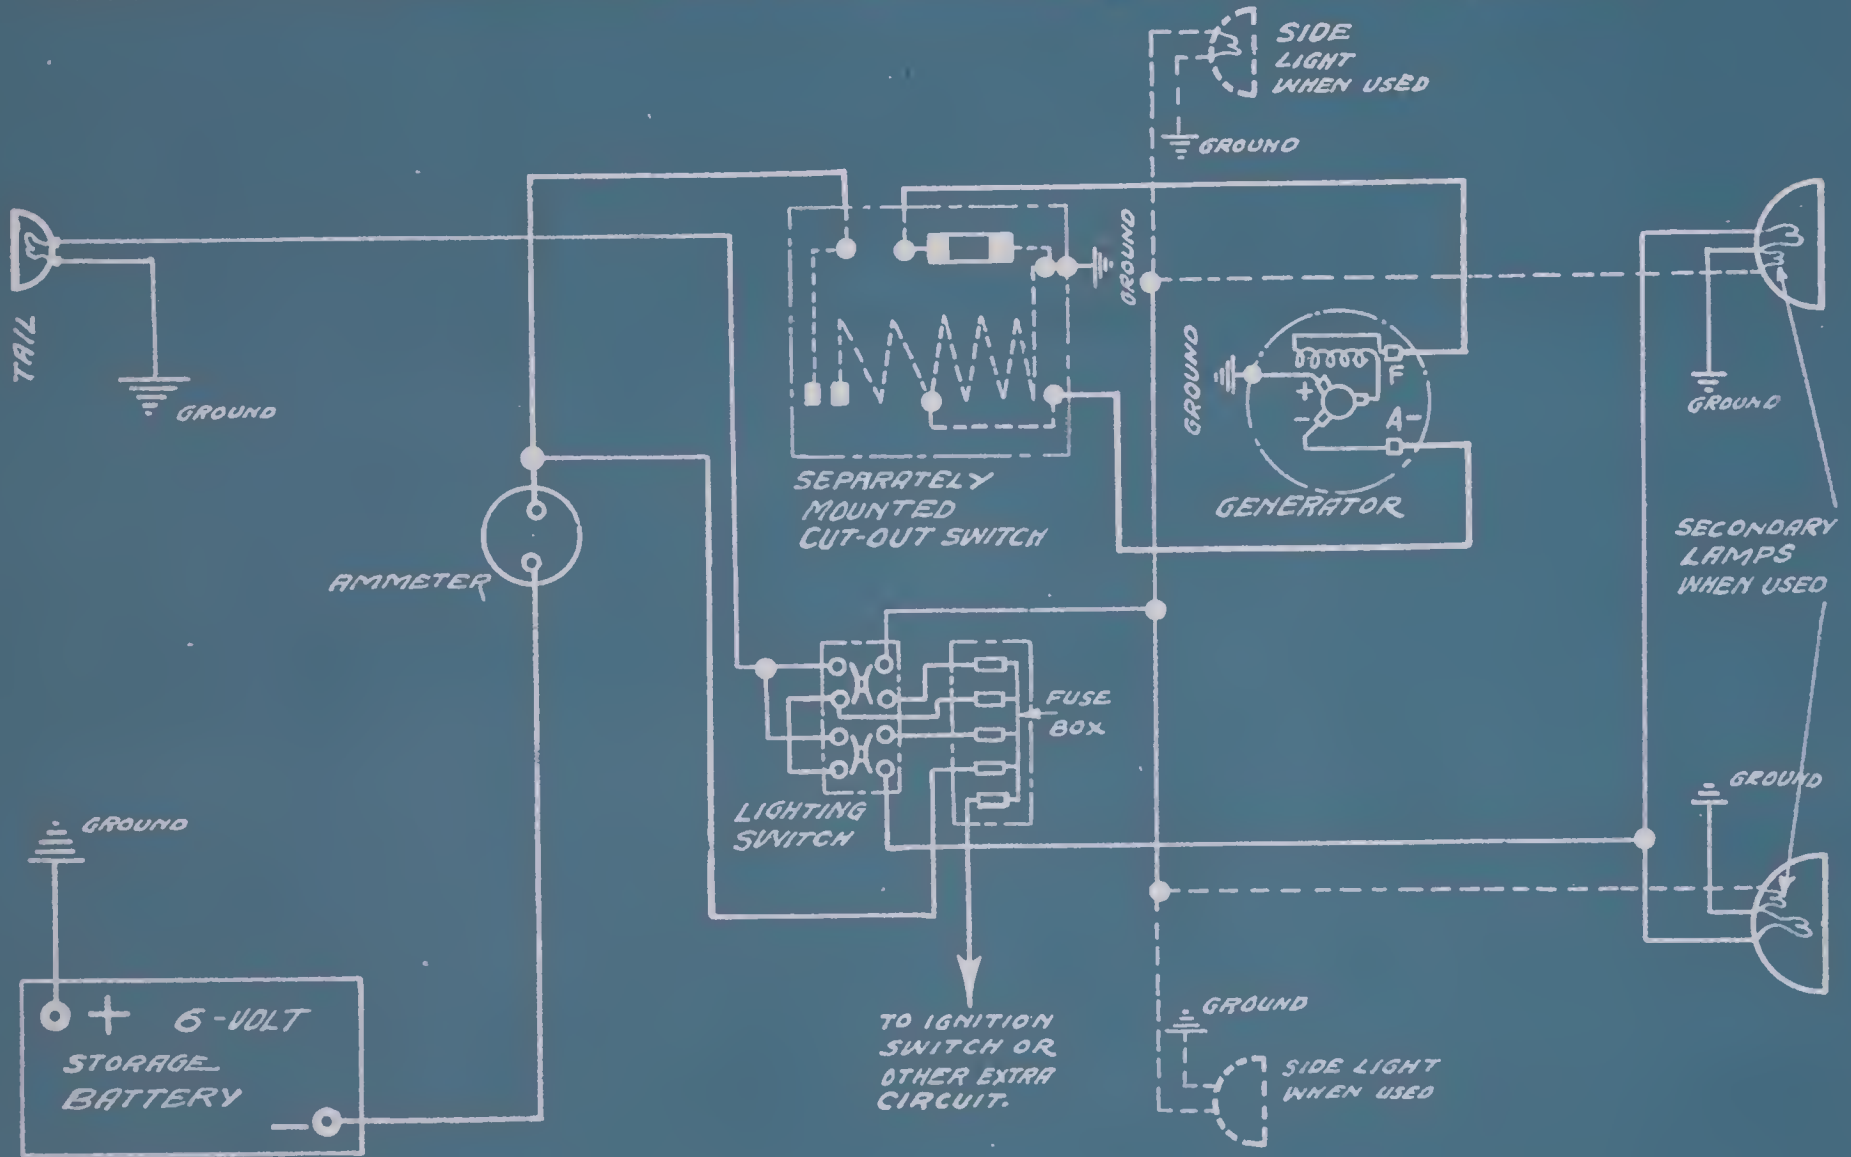 SIDE
LIGHT
WHEN USED
GROUND
TAIL
GROUND
GROUND
GROUND
F
+
-
A-
GENERATOR
GROUND
SEPARATELY
MOUNTED
CUT-OUT SWITCH
AMMETER
SECONDARY
LAMPS
WHEN USED
FUSE
BOX
LIGHTING
SWITCH
GROUND
GROUND
+ 6-VOLT
STORAGE
BATTERY
-
TO IGNITION
SWITCH OR
OTHER EXTRA
CIRCUIT.
GROUND
SIDE LIGHT
WHEN USED